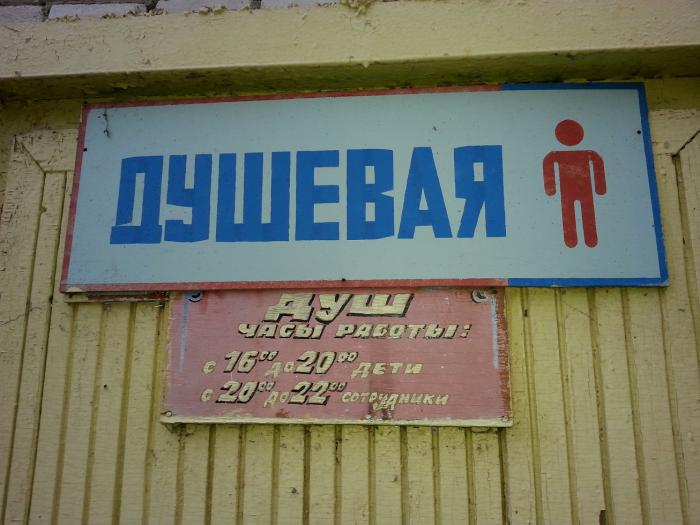 ДУШЕВАЯ
ДУШ
ЧАСЫ РАБОТЫ:
С 16⁰⁰ ДО 20⁰⁰ ДЕТИ
С 20⁰⁰ ДО 22⁰⁰ СОТРУДНИКИ